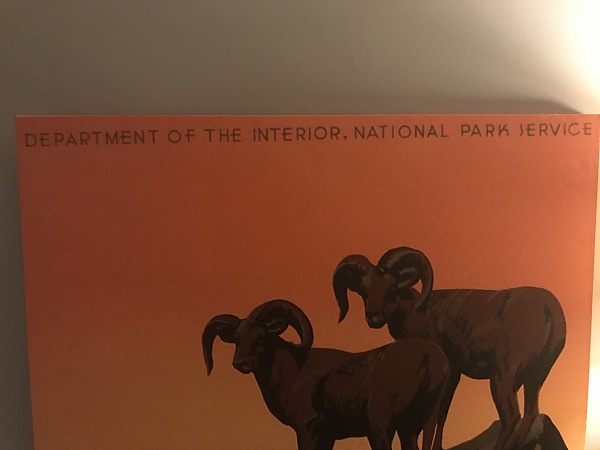 DEPARTMENT OF THE INTERIOR, NATIONAL PARK SERVICE